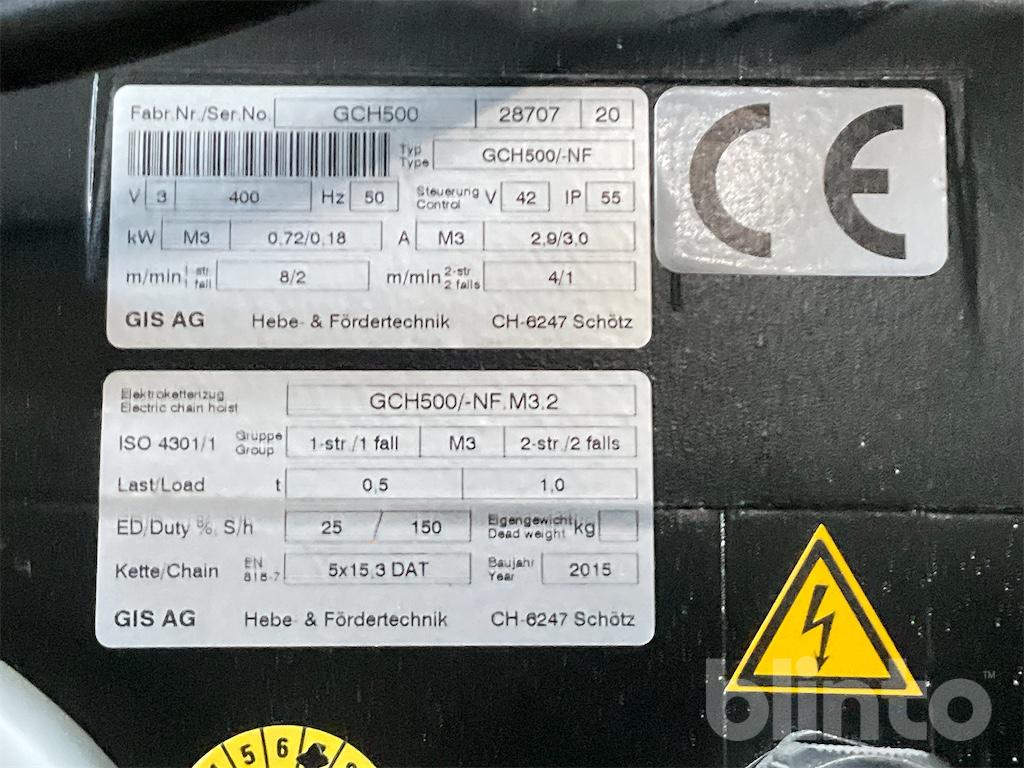 Fabr.Nr./Ser.No. GCH500 28707 20
Typ
Type GCH500/-NF
V 3 400 Hz 50 Steuerung
Control V 42 IP 55
kW M3 0,72/0,18 A M3 2,9/3,0
m/min 1 str.
fall 8/2 m/min 2-str
2 falls 4/1
GIS AG Hebe- & Fördertechnik CH-6247 Schötz
CE
Elektrokettenzug
Electric chain hoist GCH500/-NF.M3.2
ISO 4301/1 Gruppe
Group 1-str./1 fall M3 2-str./2 falls
Last/Load t 0,5 1,0
ED/Duty %, S/h 25 / 150 Eigengewicht
Dead weight kg
Kette/Chain EN
818-7 5x15,3 DAT Baujahr
Year 2015
GIS AG Hebe- & Fördertechnik CH-6247 Schötz
blinto™
5 6